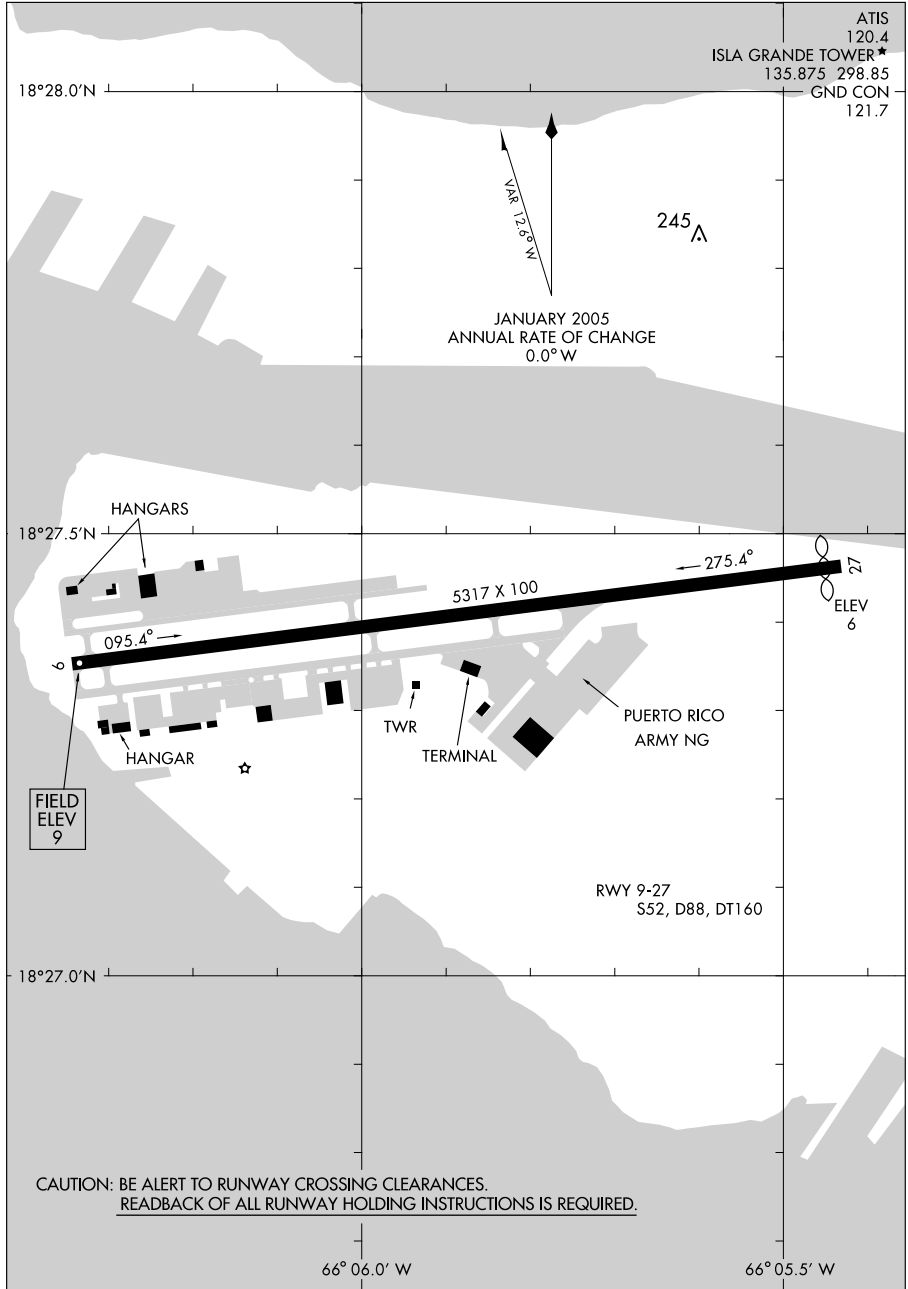 ATIS
120.4
ISLA GRANDE TOWER★
135.875 298.85
GND CON
121.7
18°28.0'N
VAR 12.6° W
245
JANUARY 2005
ANNUAL RATE OF CHANGE
0.0° W
HANGARS
18°27.5'N
275.4°
27
5317 X 100
ELEV
6
095.4°
9
PUERTO RICO
ARMY NG
TWR
TERMINAL
HANGAR
FIELD
ELEV
9
RWY 9-27
S52, D88, DT160
18°27.0'N
CAUTION: BE ALERT TO RUNWAY CROSSING CLEARANCES.
READBACK OF ALL RUNWAY HOLDING INSTRUCTIONS IS REQUIRED.
66° 06.0' W
66° 05.5' W